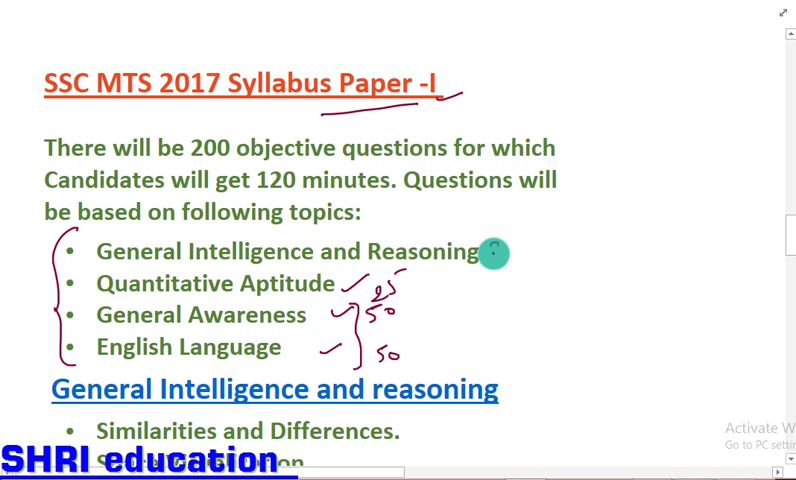 SSC MTS 2017 Syllabus Paper -I
There will be 200 objective questions for which
Candidates will get 120 minutes. Questions will
be based on following topics:
• General Intelligence and Reasoning
• Quantitative Aptitude 25
• General Awareness 50
• English Language 50
General Intelligence and reasoning
• Similarities and Differences.
Activate W
Go to PC settin
SHRI education